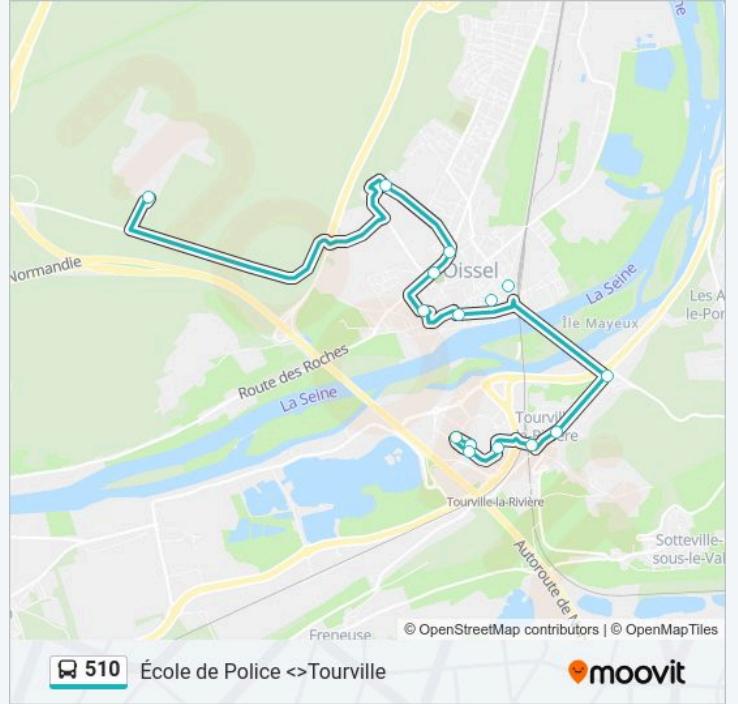 Normandie
Oissel
La Seine
Île Mayeux
Les A
le-Por
Route des Roches
La Seine
Tourville-la-Rivière
Sotteville-
sous-le-Val
Autoroute de N
Freneuse
© OpenStreetMap contributors | © OpenMapTiles
510
École de Police <>Tourville
moovit